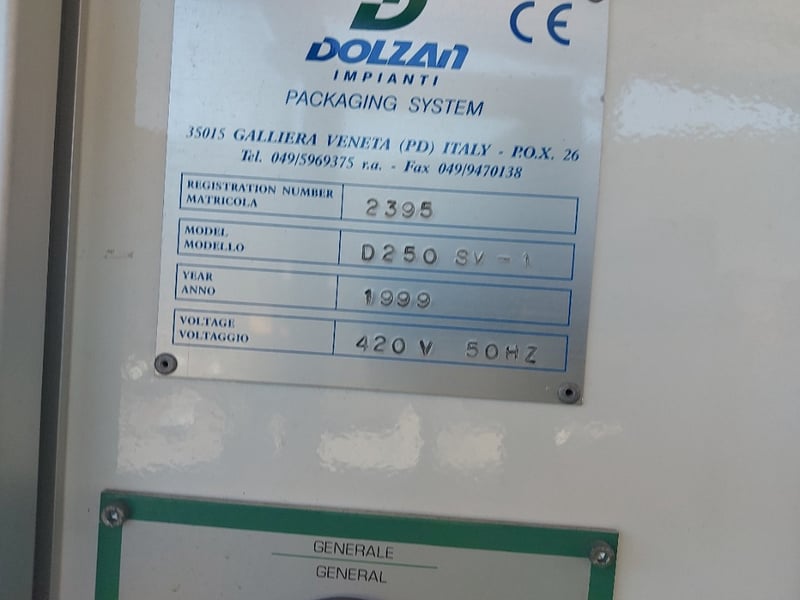 CE
DOLZAN
IMPIANTI
PACKAGING SYSTEM
35015 GALLIERA VENETA (PD) ITALY - P.O.X. 26
Tel. 049/5969375 r.a. - Fax 049/9470138
REGISTRATION NUMBER
MATRICOLA
2395
MODEL
MODELLO
D250 SV-1
YEAR
ANNO
1999
VOLTAGE
VOLTAGGIO
420 V 50HZ
GENERALE
GENERAL